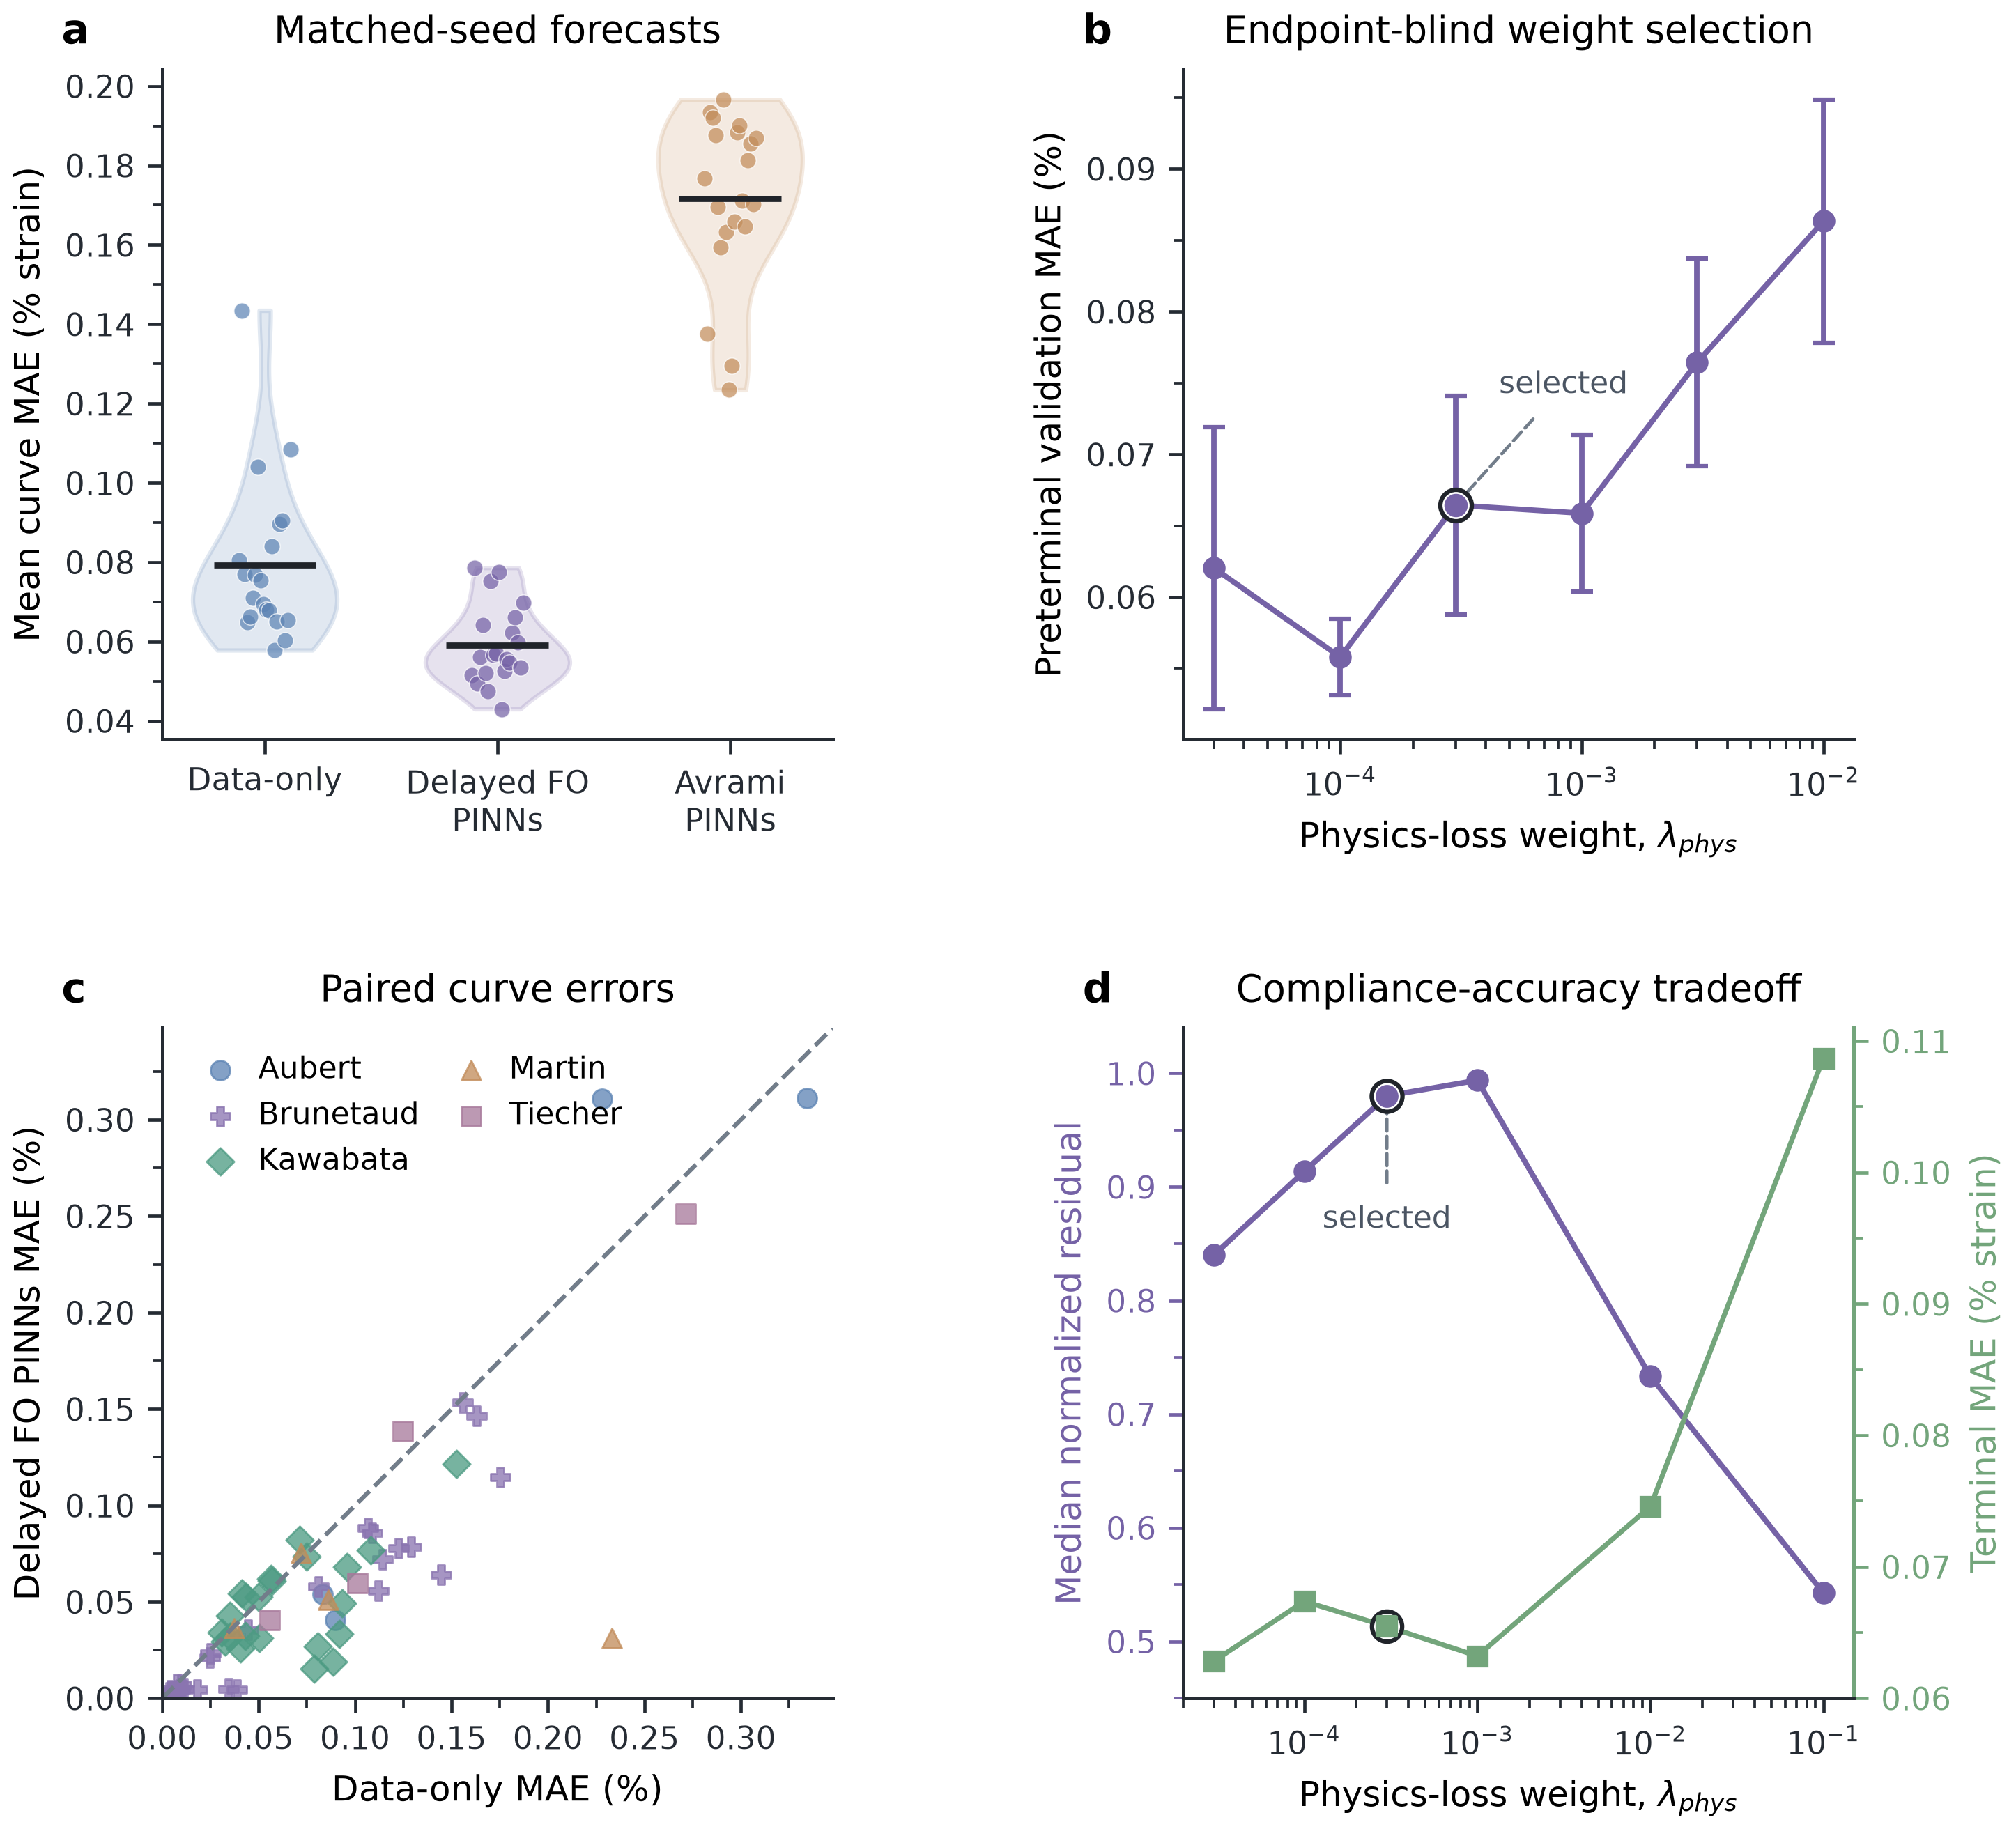 a
Matched-seed forecasts
Mean curve MAE (% strain)
0.20
0.18
0.16
0.14
0.12
0.10
0.08
0.06
0.04
Data-only
Delayed FO
PINNs
Avrami
PINNs
b
Endpoint-blind weight selection
Preterminal validation MAE (%)
0.09
0.08
0.07
0.06
selected
10⁻⁴
10⁻³
10⁻²
Physics-loss weight, λ_phys
c
Paired curve errors
Delayed FO PINNs MAE (%)
0.30
0.25
0.20
0.15
0.10
0.05
0.00
Aubert
Brunetaud
Kawabata
Martin
Tiecher
0.00 0.05 0.10 0.15 0.20 0.25 0.30
Data-only MAE (%)
d
Compliance-accuracy tradeoff
Median normalized residual
1.0
0.9
0.8
0.7
0.6
0.5
selected
0.11
0.10
0.09
0.08
0.07
0.06
Terminal MAE (% strain)
10⁻⁴
10⁻³
10⁻²
10⁻¹
Physics-loss weight, λ_phys